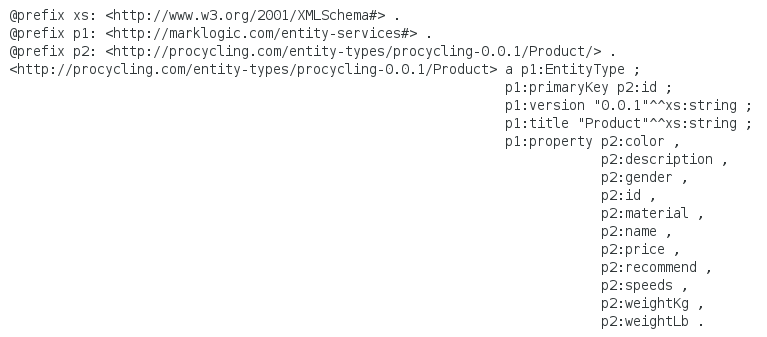 @prefix xs: <http://www.w3.org/2001/XMLSchema#> .
@prefix p1: <http://marklogic.com/entity-services#> .
@prefix p2: <http://procycling.com/entity-types/procycling-0.0.1/Product/> .
<http://procycling.com/entity-types/procycling-0.0.1/Product> a p1:EntityType ;
p1:primaryKey p2:id ;
p1:version "0.0.1"^^xs:string ;
p1:title "Product"^^xs:string ;
p1:property p2:color ,
p2:description ,
p2:gender ,
p2:id ,
p2:material ,
p2:name ,
p2:price ,
p2:recommend ,
p2:speeds ,
p2:weightKg ,
p2:weightLb .